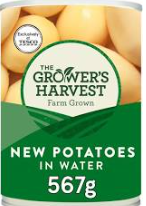 Exclusively
at
TESCO
THE
GROWER'S
HARVEST
Farm Grown
NEW POTATOES
IN WATER
567g